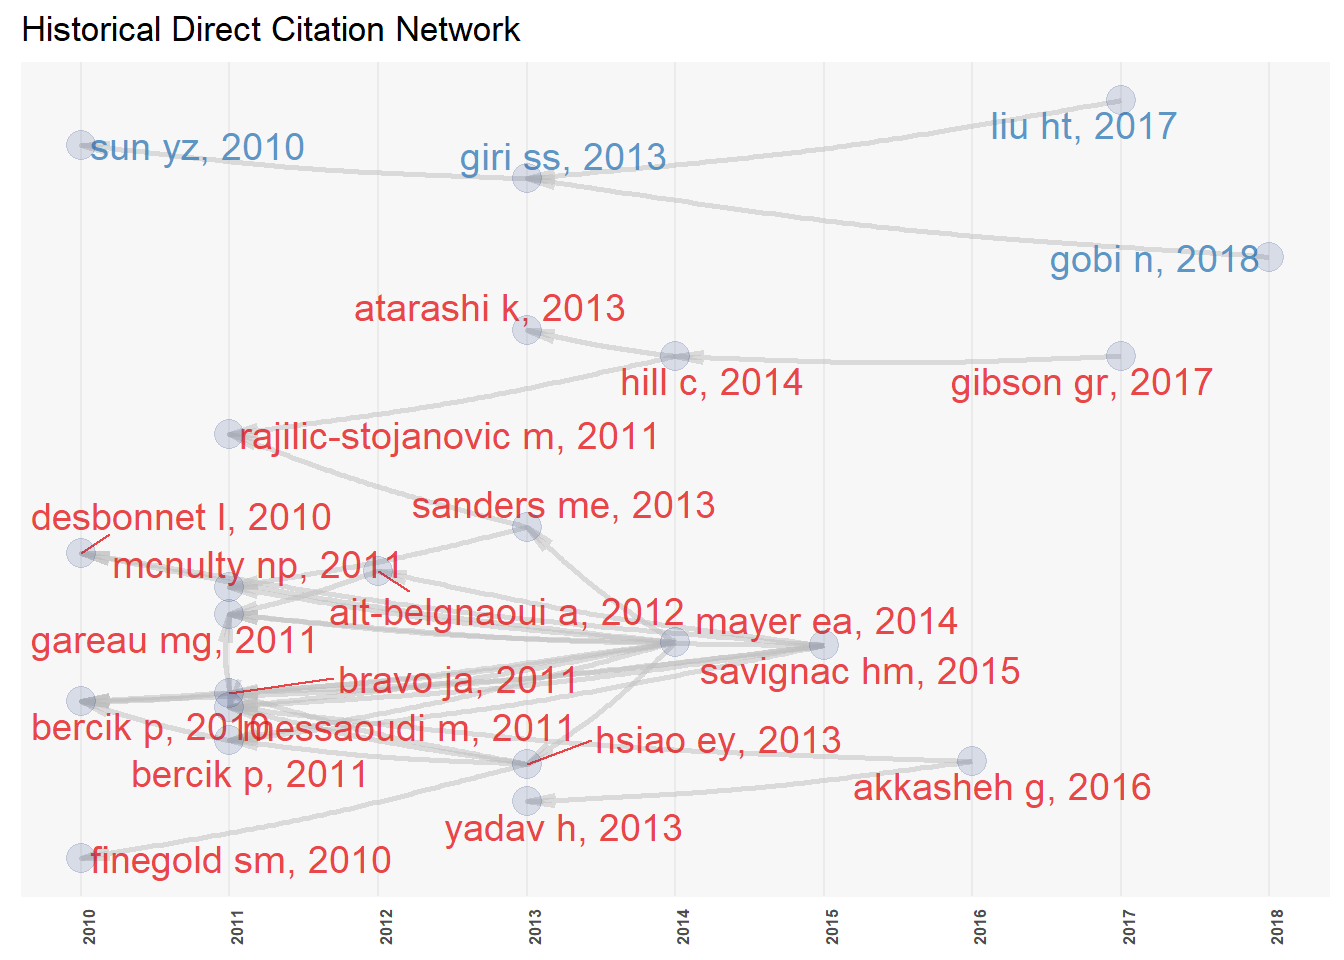 Historical Direct Citation Network
liu ht, 2017
sun yz, 2010
giri ss, 2013
gobi n, 2018
atarashi k, 2013
hill c, 2014
gibson gr, 2017
rajilic-stojanovic m, 2011
sanders me, 2013
desbonnet l, 2010
mcnulty np, 2011
ait-belgnaoui a, 2012
mayer ea, 2014
gareau mg, 2011
savignac hm, 2015
bravo ja, 2011
bercik p, 2010
messaoudi m, 2011
hsiao ey, 2013
bercik p, 2011
akkasheh g, 2016
yadav h, 2013
finegold sm, 2010
2010
2011
2012
2013
2014
2015
2016
2017
2018